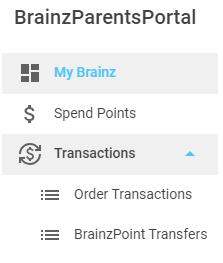 BrainzParentsPortal
My Brainz
Spend Points
Transactions
Order Transactions
BrainzPoint Transfers